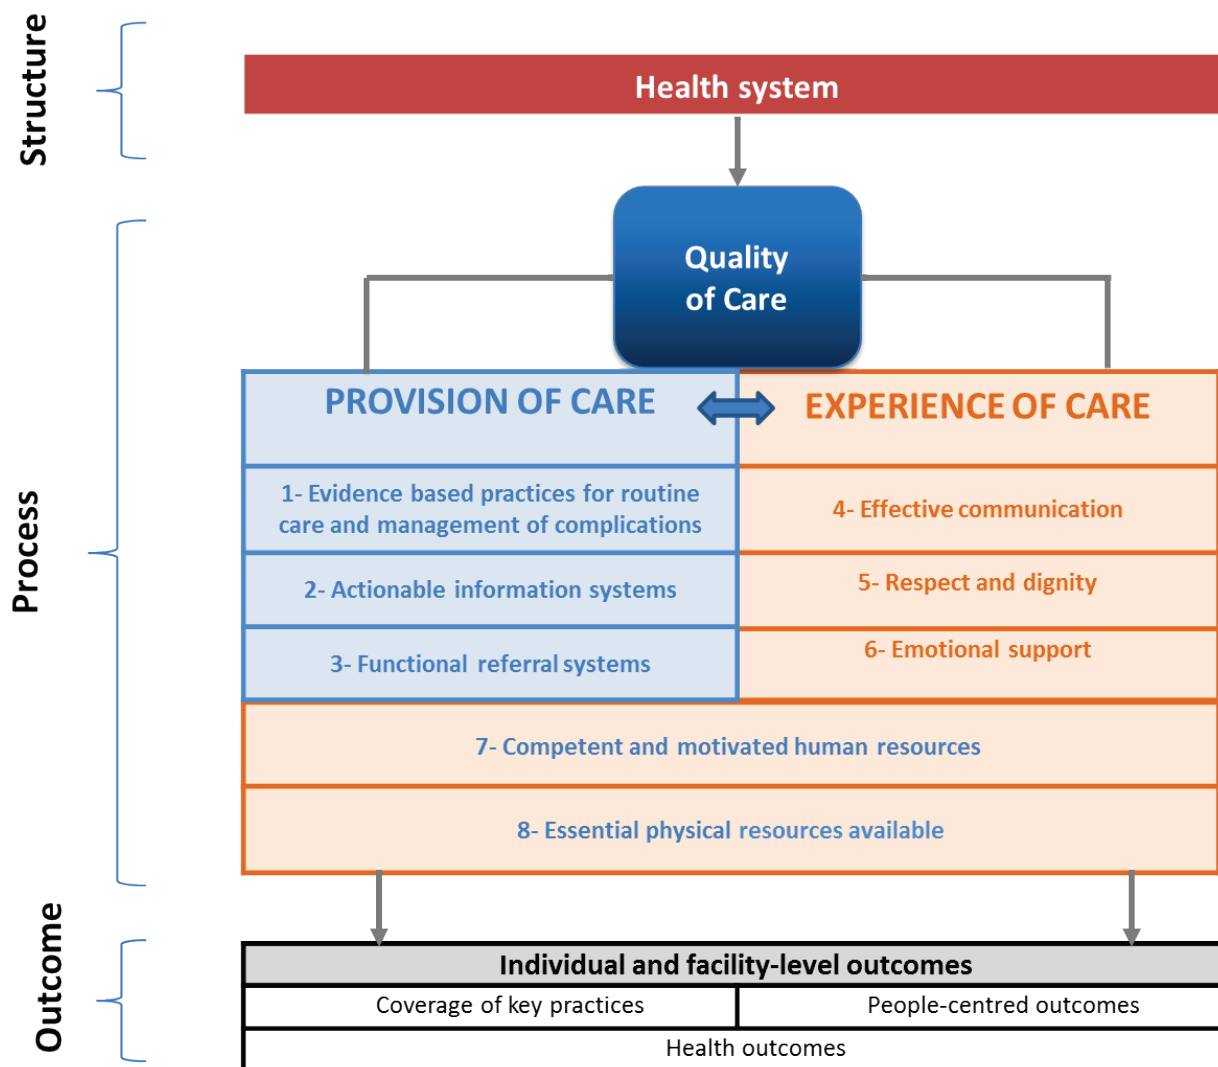 Structure
Health system
Process
Quality
of Care
PROVISION OF CARE
EXPERIENCE OF CARE
1- Evidence based practices for routine
care and management of complications
4- Effective communication
2- Actionable information systems
5- Respect and dignity
3- Functional referral systems
6- Emotional support
7- Competent and motivated human resources
8- Essential physical resources available
Outcome
Individual and facility-level outcomes
Coverage of key practices
People-centred outcomes
Health outcomes